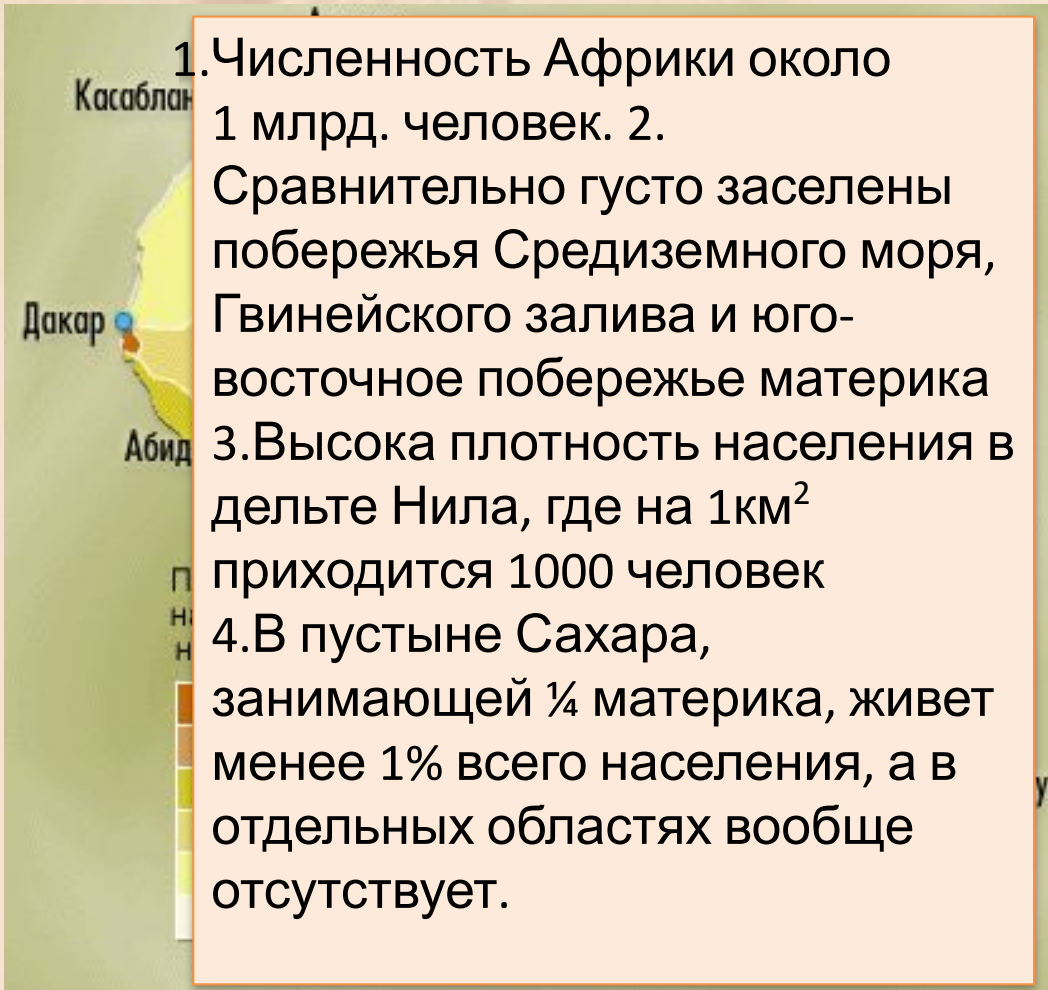 1.Численность Африки около
1 млрд. человек. 2.
Сравнительно густо заселены
побережья Средиземного моря,
Гвинейского залива и юго-
восточное побережье материка
3.Высока плотность населения в
дельте Нила, где на 1км²
приходится 1000 человек
4.В пустыне Сахара,
занимающей ¼ материка, живет
менее 1% всего населения, а в
отдельных областях вообще
отсутствует.
Касаблан
Дакар
Абид